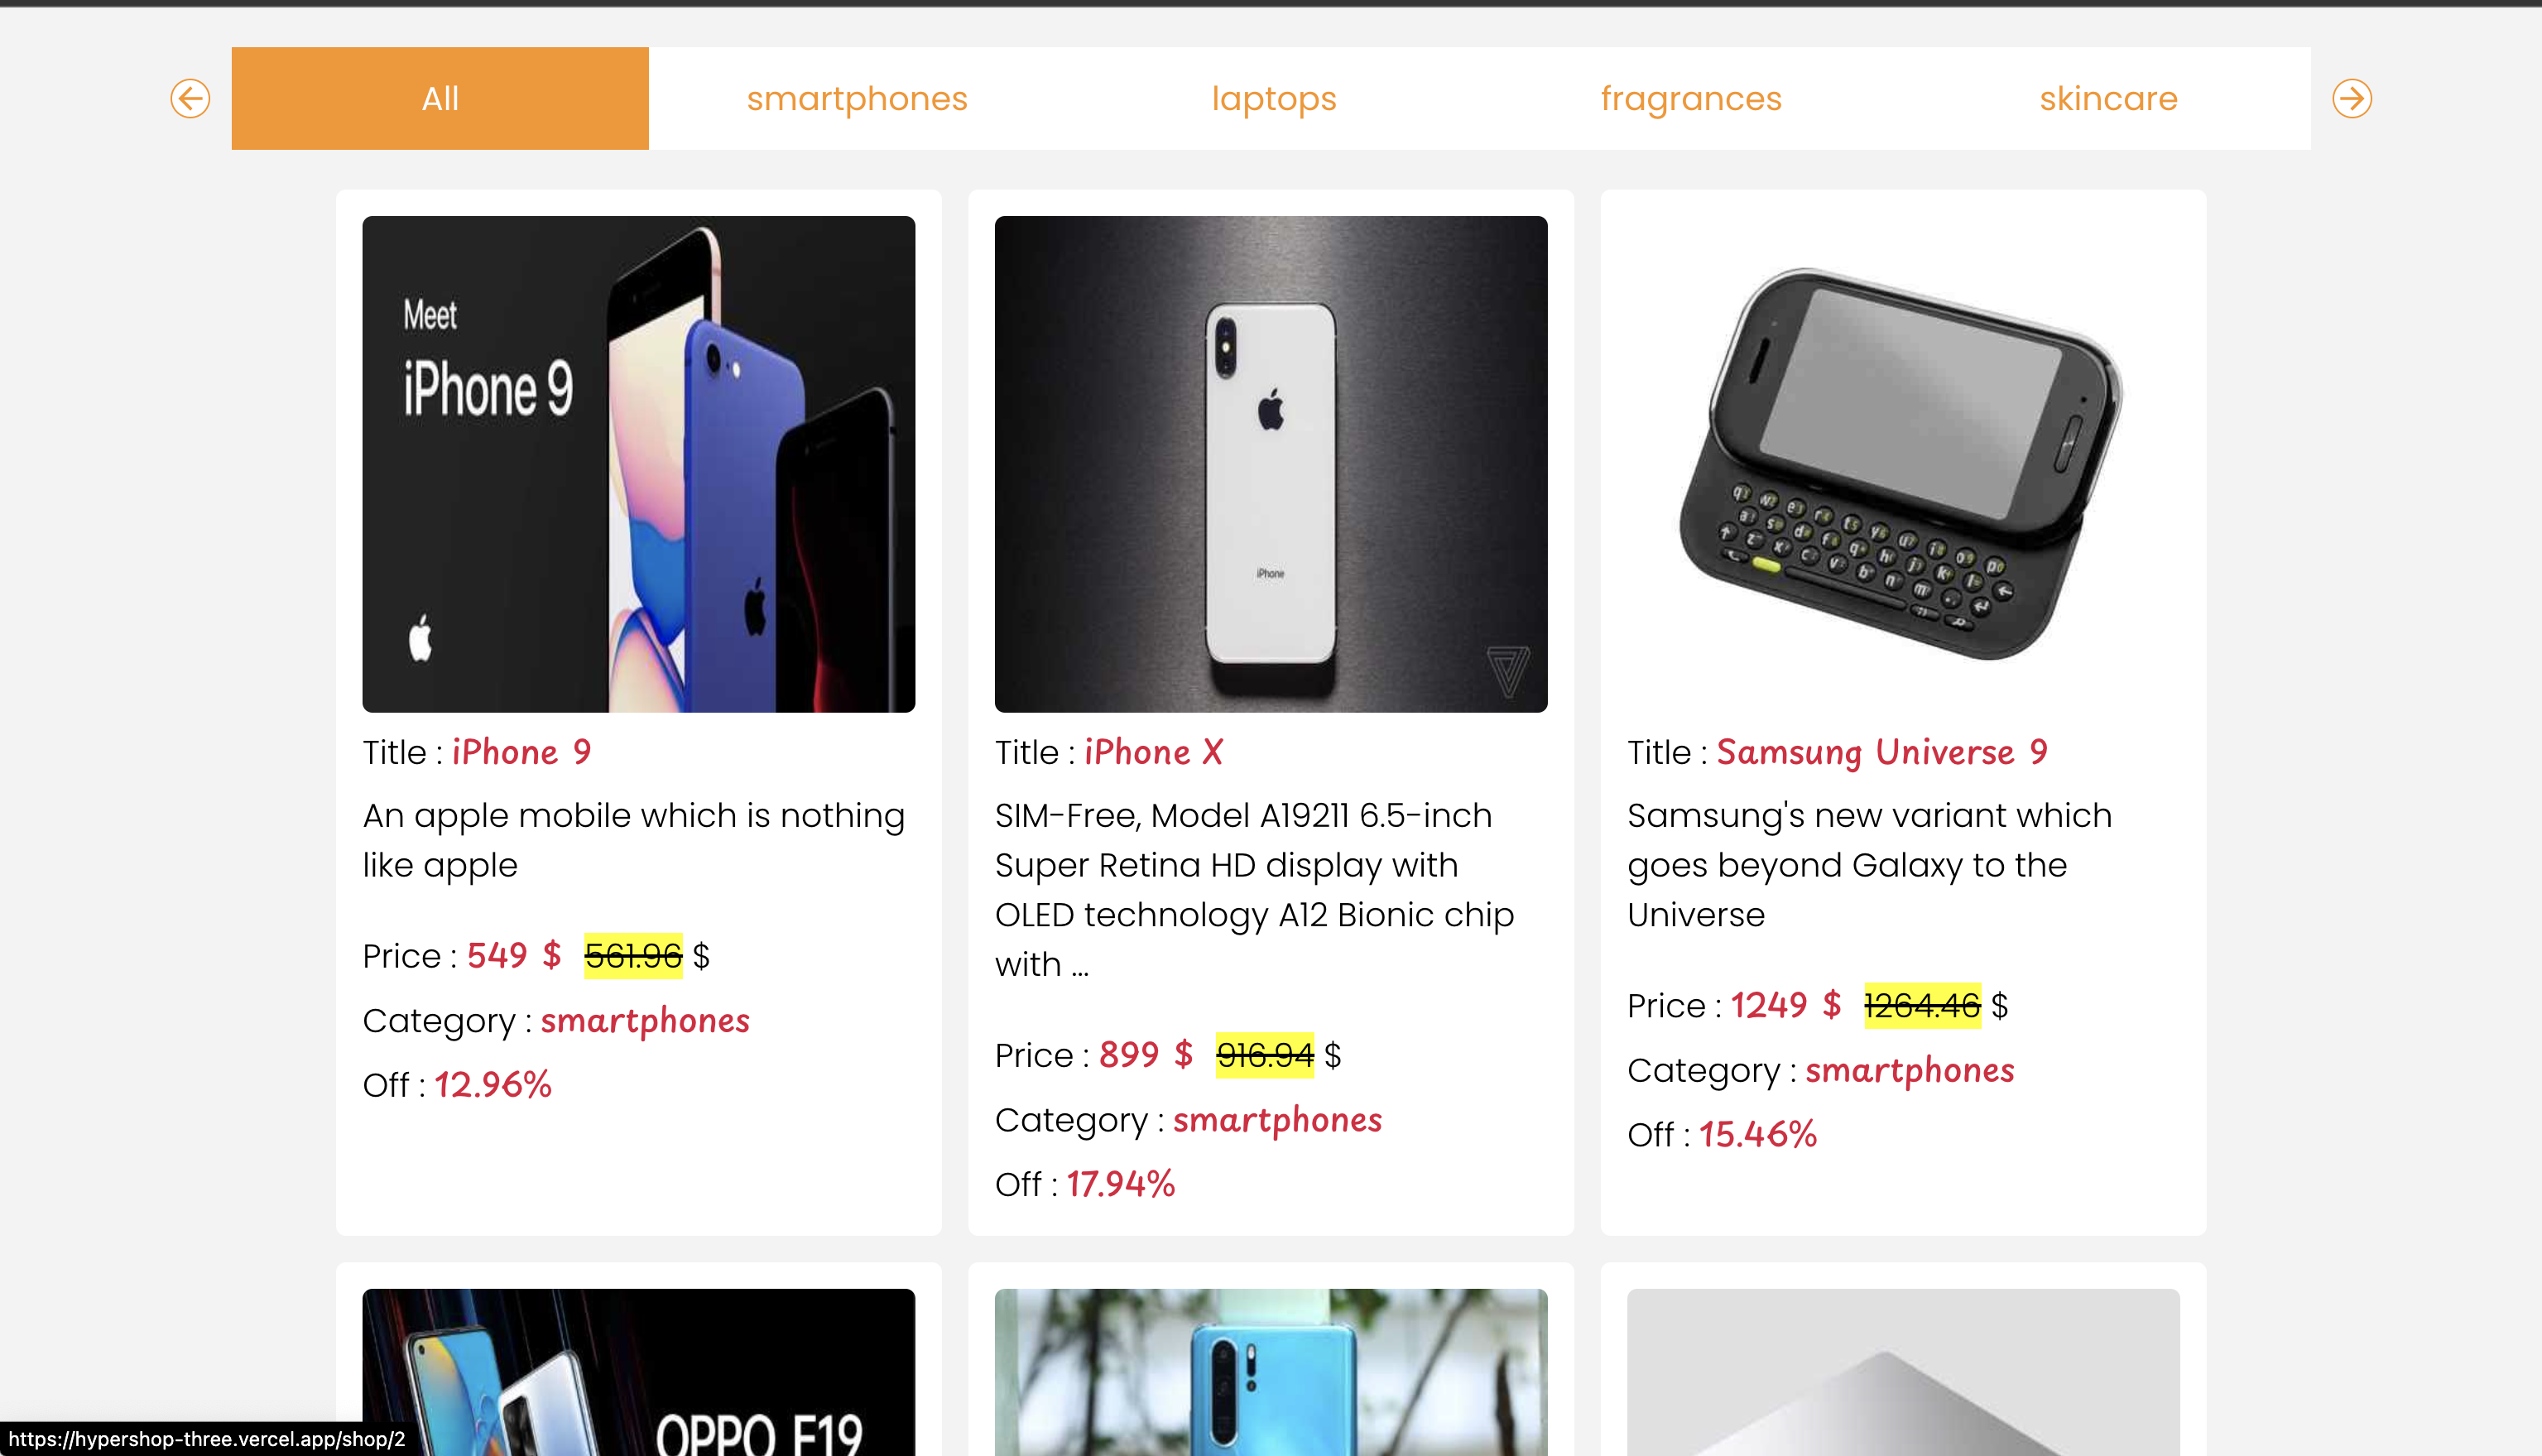 All
smartphones
laptops
fragrances
skincare
Meet
iPhone 9
iPhone
Title : iPhone 9
An apple mobile which is nothing
like apple
Price : 549 $ 561.96 $
Category : smartphones
Off : 12.96%
Title : iPhone X
SIM-Free, Model A19211 6.5-inch
Super Retina HD display with
OLED technology A12 Bionic chip
with ...
Price : 899 $ 916.94 $
Category : smartphones
Off : 17.94%
Title : Samsung Universe 9
Samsung's new variant which
goes beyond Galaxy to the
Universe
Price : 1249 $ 1264.46 $
Category : smartphones
Off : 15.46%
OPPO F19
https://hypershop-three.vercel.app/shop/2